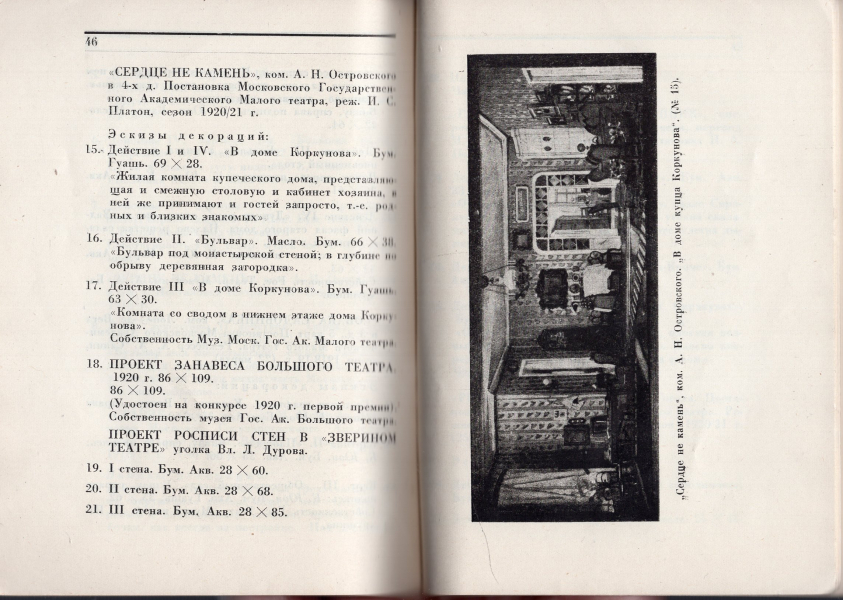 46
«СЕРДЦЕ НЕ КАМЕНЬ», ком. А. Н. Островского
в 4-х д. Постановка Московского Государствен
ного Академического Малого театра, реж. И. С.
Платон, сезон 1920/21 г.
Эскизы декораций:
15. Действие I и IV. «В доме Коркунова». Бум.
Гуашь. 69 × 28.
«Жилая комната купеческого дома, представляю
щая и смежную столовую и кабинет хозяина, в
ней же принимают и гостей запросто, т.-е. род
ных и близких знакомых»
16. Действие II. «Бульвар». Масло. Бум. 66 × 38.
«Бульвар под монастырской стеной; в глубине по
обрыву деревянная загородка».
17. Действие III «В доме Коркунова». Бум. Гуашь.
63 × 30.
«Комната со сводом в нижнем этаже дома Корку
нова».
Собственность Муз. Моск. Гос. Ак. Малого театра.
18. ПРОЕКТ ЗАНАВЕСА БОЛЬШОГО ТЕАТРА.
1920 г. 86 × 109.
86 × 109.
(Удостоен на конкурсе 1920 г. первой премии)
Собственность музея Гос. Ак. Большого театра.
ПРОЕКТ РОСПИСИ СТЕН В «ЗВЕРИНОМ
ТЕАТРЕ» уголка Вл. Л. Дурова.
19. I стена. Бум. Акв. 28 × 60.
20. II стена. Бум. Акв. 28 × 68.
21. III стена. Бум. Акв. 28 × 85.
„Сердце не камень“, ком. А. Н. Островского. „В доме купца Коркунова“. (№ 15).